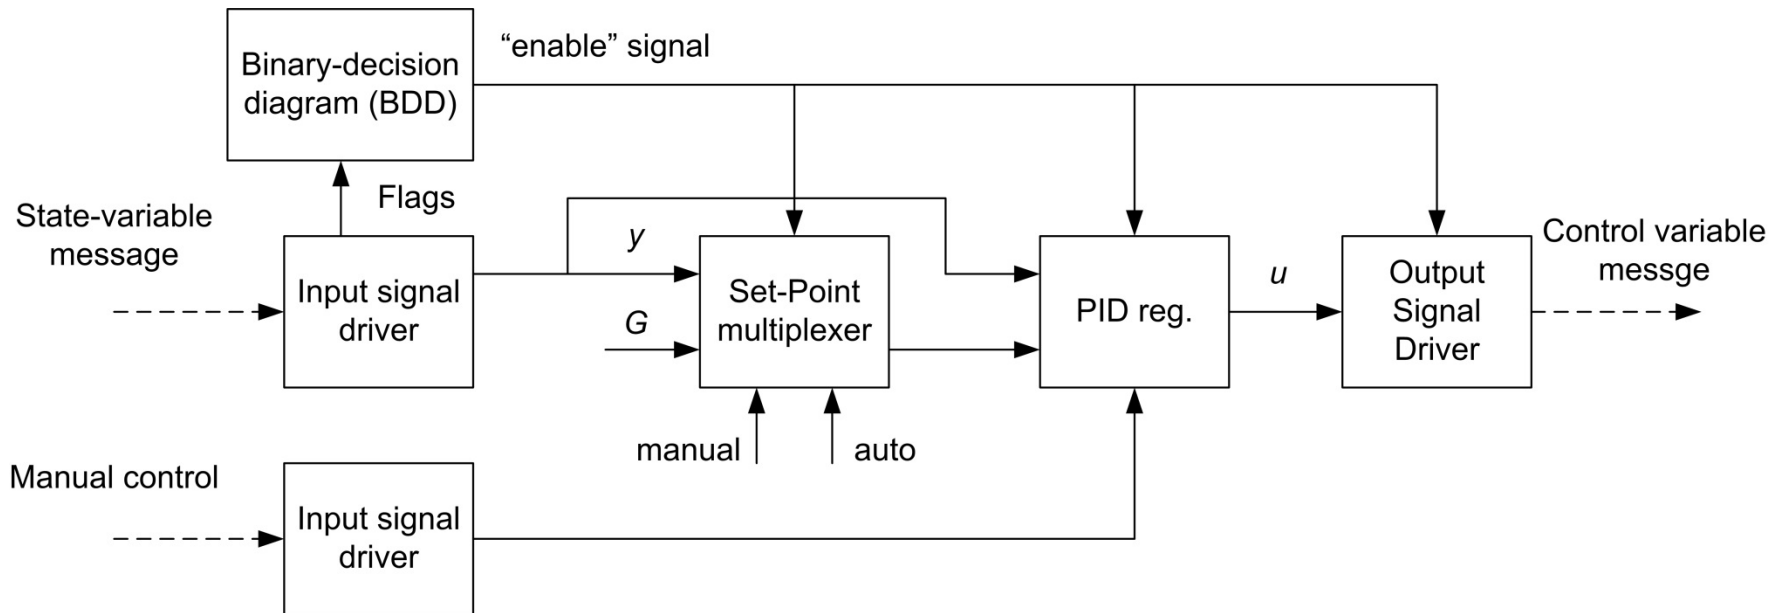 Binary-decision
diagram (BDD)
“enable” signal
Flags
State-variable
message
Input signal
driver
y
G
Set-Point
multiplexer
manual
auto
PID reg.
u
Output
Signal
Driver
Control variable
messge
Manual control
Input signal
driver